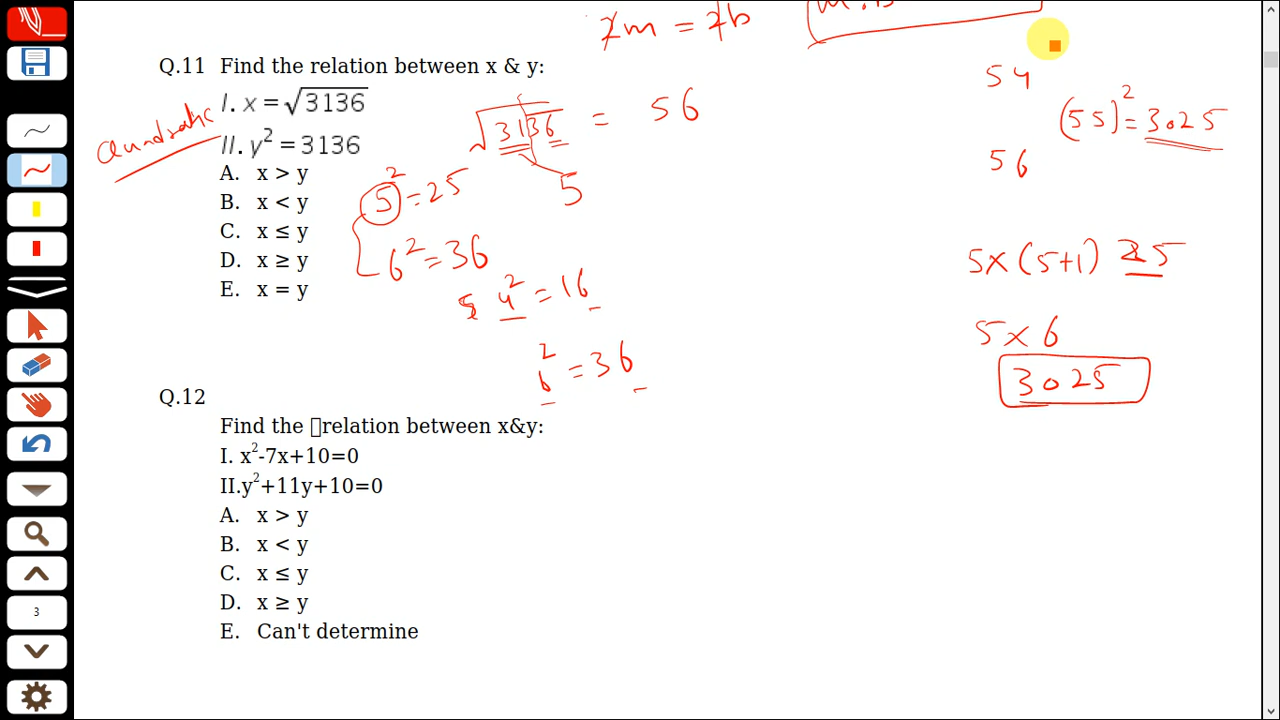 7m = 7b
Q.11 Find the relation between x & y:
I. x = √3136
II. y² = 3136
A. x > y
B. x < y
C. x ≤ y
D. x ≥ y
E. x = y
Quadratic
√3136 = 56
5
5² = 25
6² = 36
4² = 16
6² = 36
54
(55)² = 3025
56
5x (5+1) 25
5 x 6
3025
Q.12
Find the ▯relation between x&y:
I. x²-7x+10=0
II.y²+11y+10=0
A. x > y
B. x < y
C. x ≤ y
D. x ≥ y
E. Can't determine
3